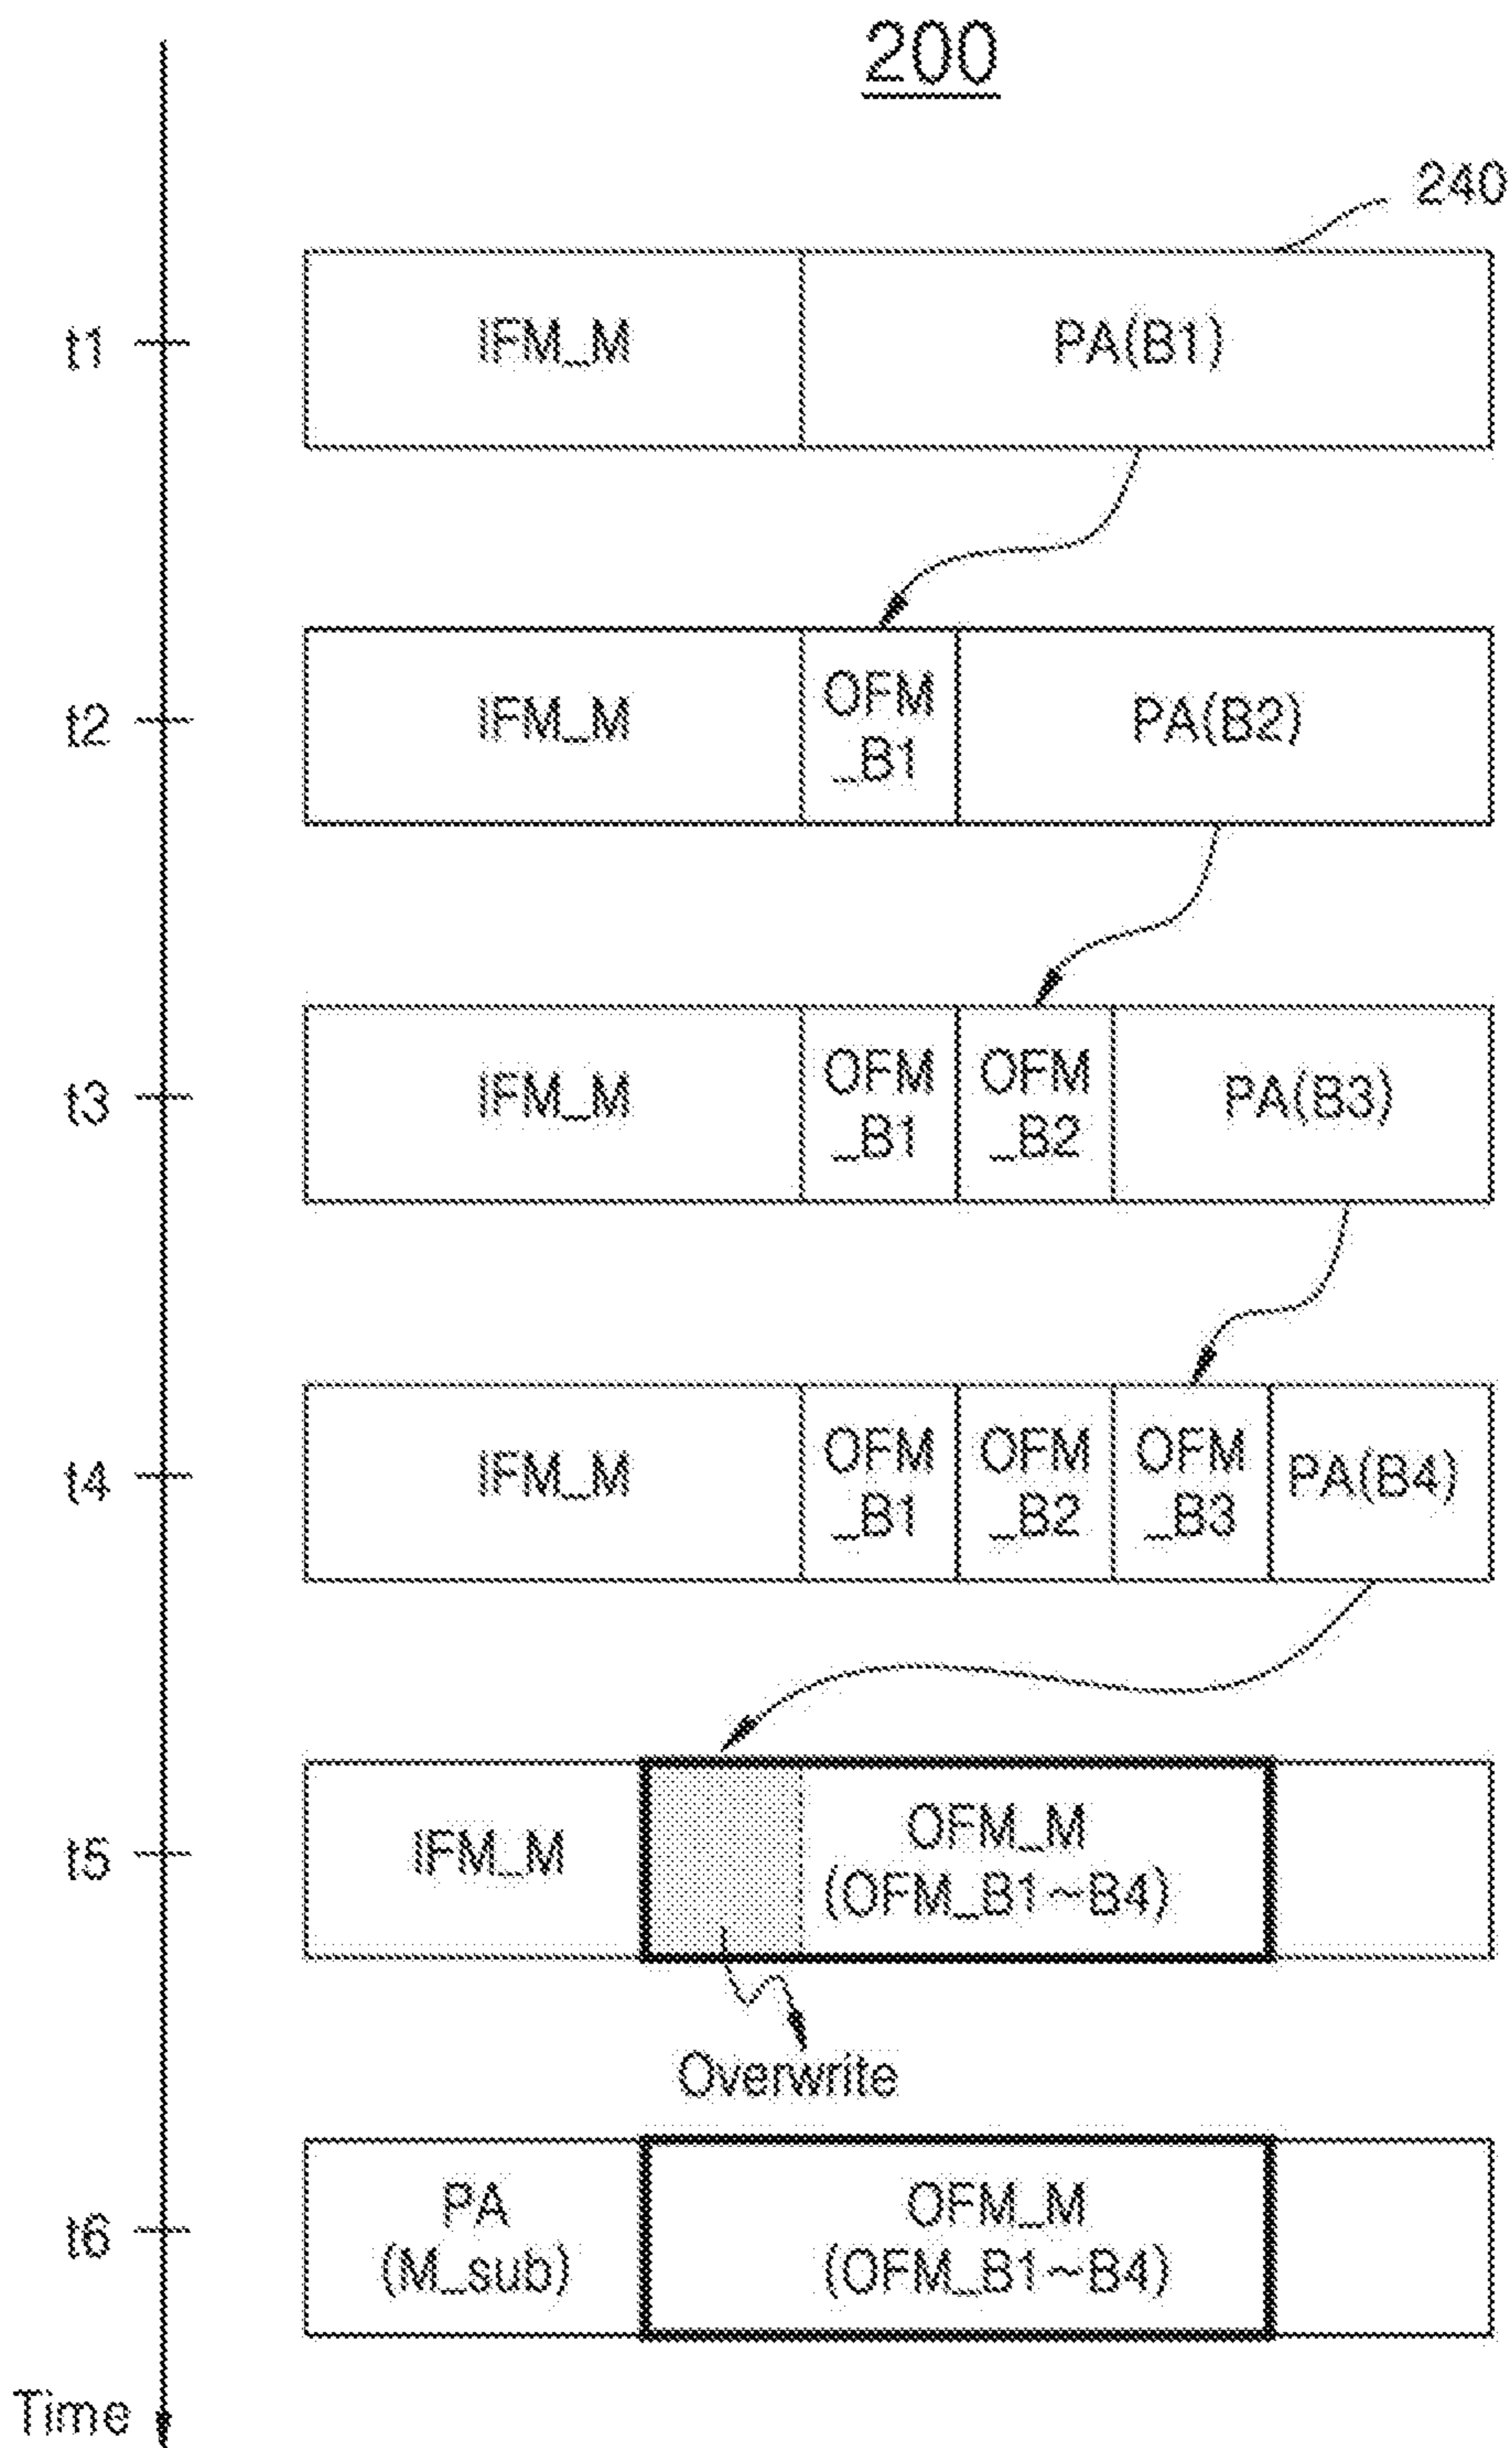 200
240
t1
IFM_M
PA(B1)
t2
IFM_M
OFM
_B1
PA(B2)
t3
IFM_M
OFM
_B1
OFM
_B2
PA(B3)
t4
IFM_M
OFM
_B1
OFM
_B2
OFM
_B3
PA(B4)
t5
IFM_M
OFM_M
(OFM_B1~B4)
Overwrite
t6
PA
(M_sub)
OFM_M
(OFM_B1~B4)
Time